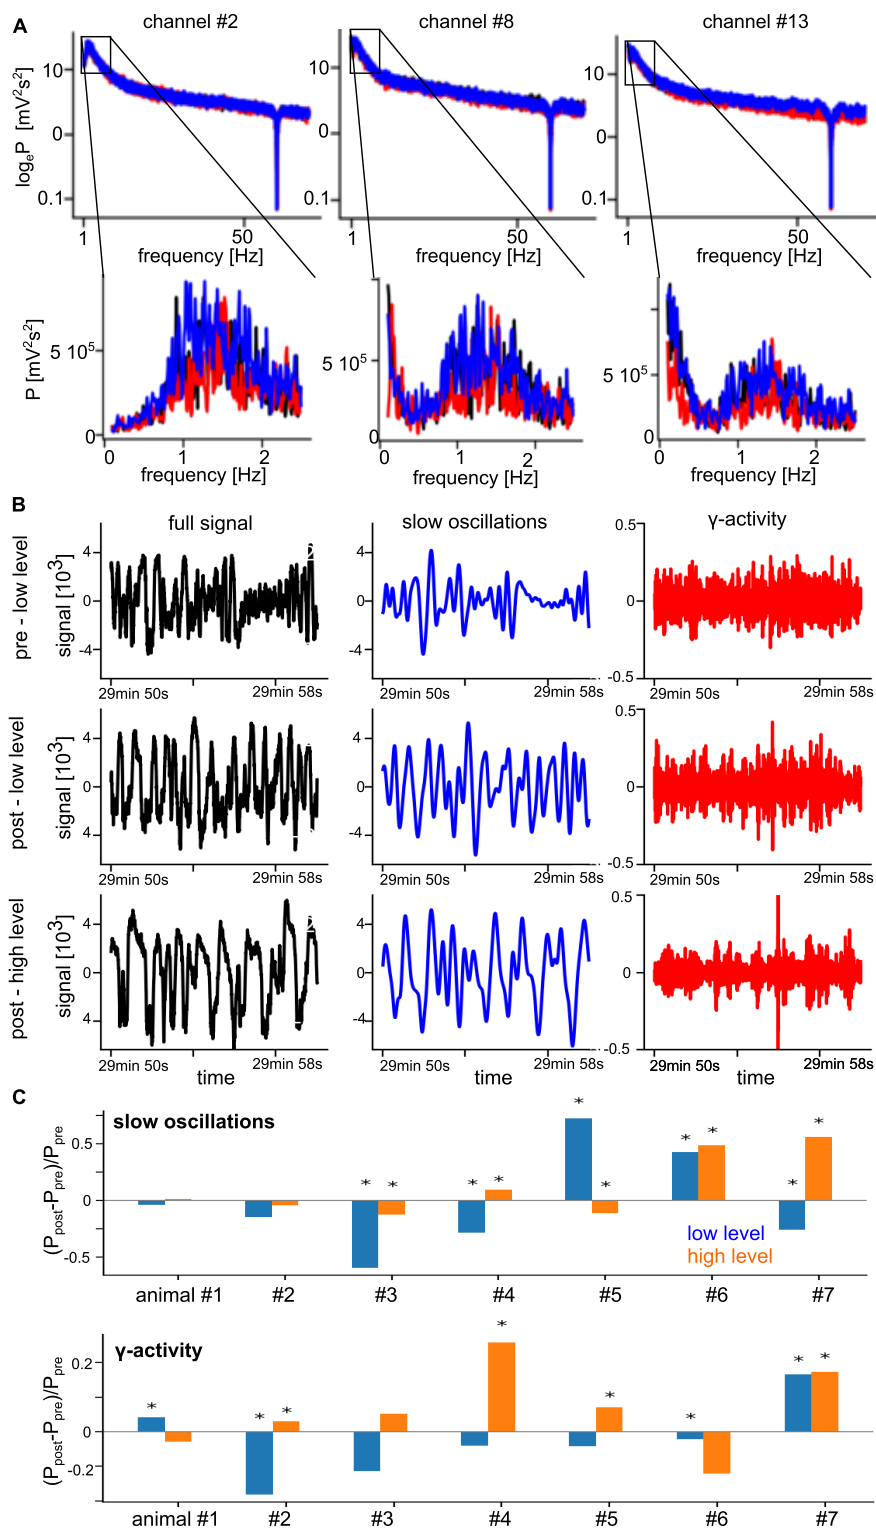 A
channel #2
channel #8
channel #13
logₑP [mV²s²]
10
0
0.1
10
0
0.1
10
0
0.1
1
50
1
50
1
50
frequency [Hz]
frequency [Hz]
frequency [Hz]
P [mV²s²]
5 10⁵
0
5 10⁵
0
5 10⁵
0
0
1
2
0
1
2
0
1
2
frequency [Hz]
frequency [Hz]
frequency [Hz]
B
full signal
slow oscillations
γ-activity
pre - low level
signal [10³]
4
0
-4
4
0
-4
0.5
0
-0.5
29min 50s
29min 58s
29min 50s
29min 58s
29min 50s
29min 58s
post - low level
signal [10³]
4
0
4
4
0
-4
0.5
0
-0.5
29min 50s
29min 58s
29min 50s
29min 58s
29min 50s
29min 58s
post - high level
signal [10³]
4
0
4
4
0
-4
0.5
0
-0.5
29min 50s
29min 58s
29min 50s
29min 58s
29min 50s
29min 58s
time
time
time
C
slow oscillations
(Ppost-Ppre)/Ppre
0.5
0
-0.5
* * * * * * * * * *
low level
high level
animal #1
#2
#3
#4
#5
#6
#7
γ-activity
(Ppost-Ppre)/Ppre
0.2
0
-0.2
* * * * * * * *
animal #1
#2
#3
#4
#5
#6
#7